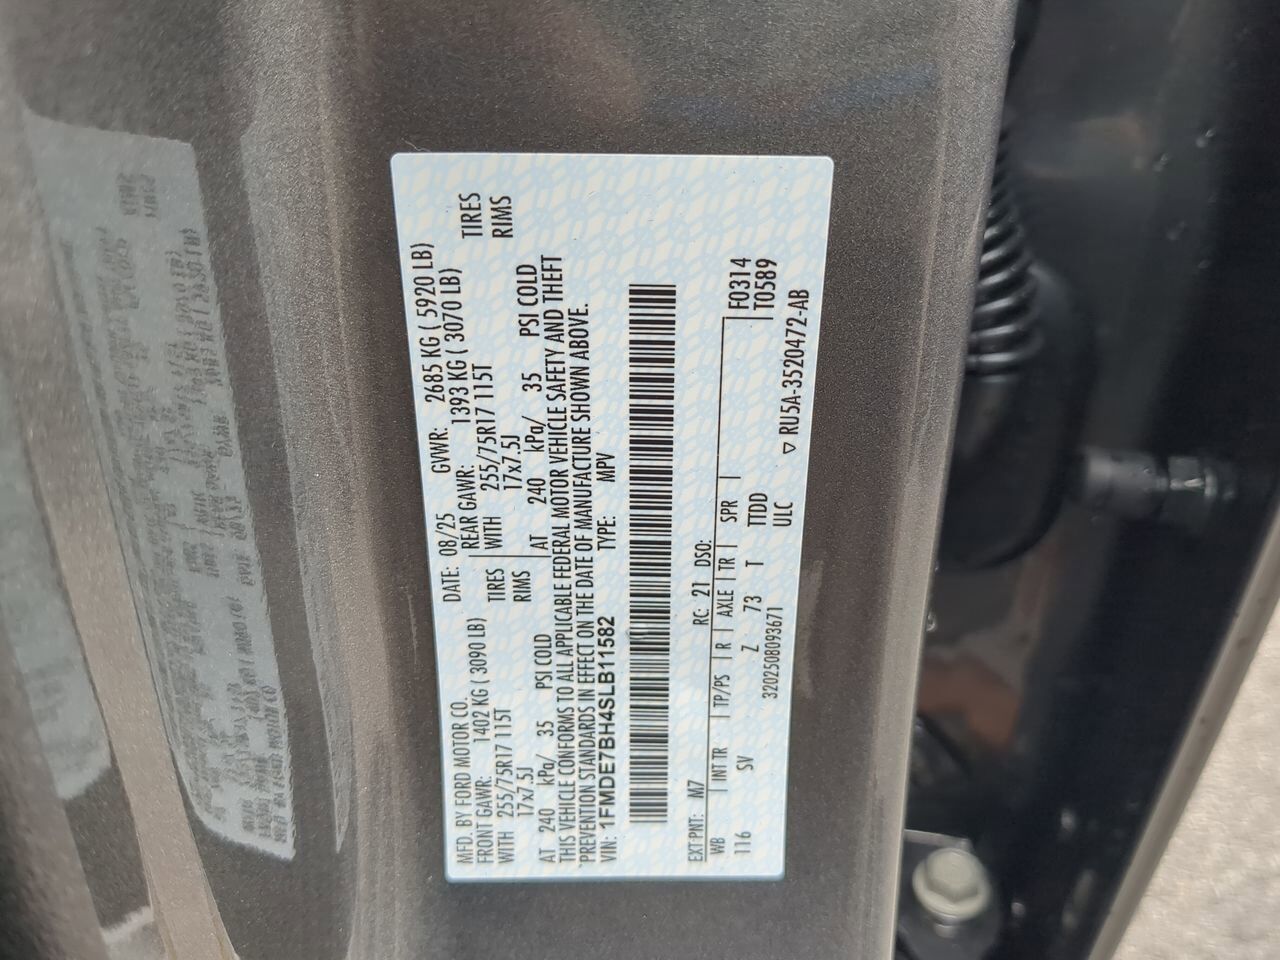 MFD. BY FORD MOTOR CO.
DATE: 08/25 GVWR: 2685 KG ( 5920 LB)
FRONT GAWR: 1402 KG ( 3090 LB) REAR GAWR: 1393 KG ( 3070 LB)
WITH 255/75R17 115T TIRES WITH 255/75R17 115T TIRES
17x7.5J RIMS 17x7.5J RIMS
AT 240 kPa/ 35 PSI COLD AT 240 kPa/ 35 PSI COLD
THIS VEHICLE CONFORMS TO ALL APPLICABLE FEDERAL MOTOR VEHICLE SAFETY AND THEFT
PREVENTION STANDARDS IN EFFECT ON THE DATE OF MANUFACTURE SHOWN ABOVE.
VIN: 1FMDE7BH4SLB11582 TYPE: MPV
EXT PNT: M7 RC: 21 DSO: F0314
WB INT TR TP/PS R AXLE TR SPR T0589
116 SV Z 73 T TTDD
3202508093671 ULC
▽ RU5A-3520472-AB